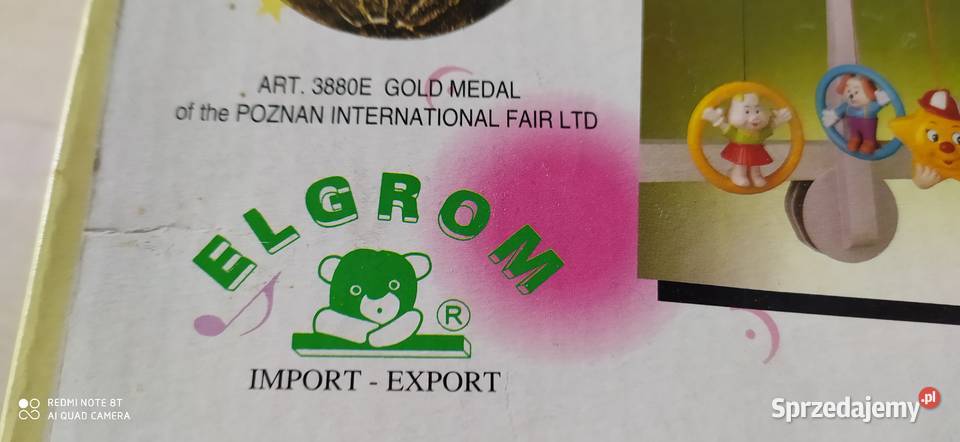 ART. 3880E GOLD MEDAL
of the POZNAN INTERNATIONAL FAIR LTD
ELGROM
®
IMPORT - EXPORT
REDMI NOTE 8T
AI QUAD CAMERA
Sprzedajemy.pl